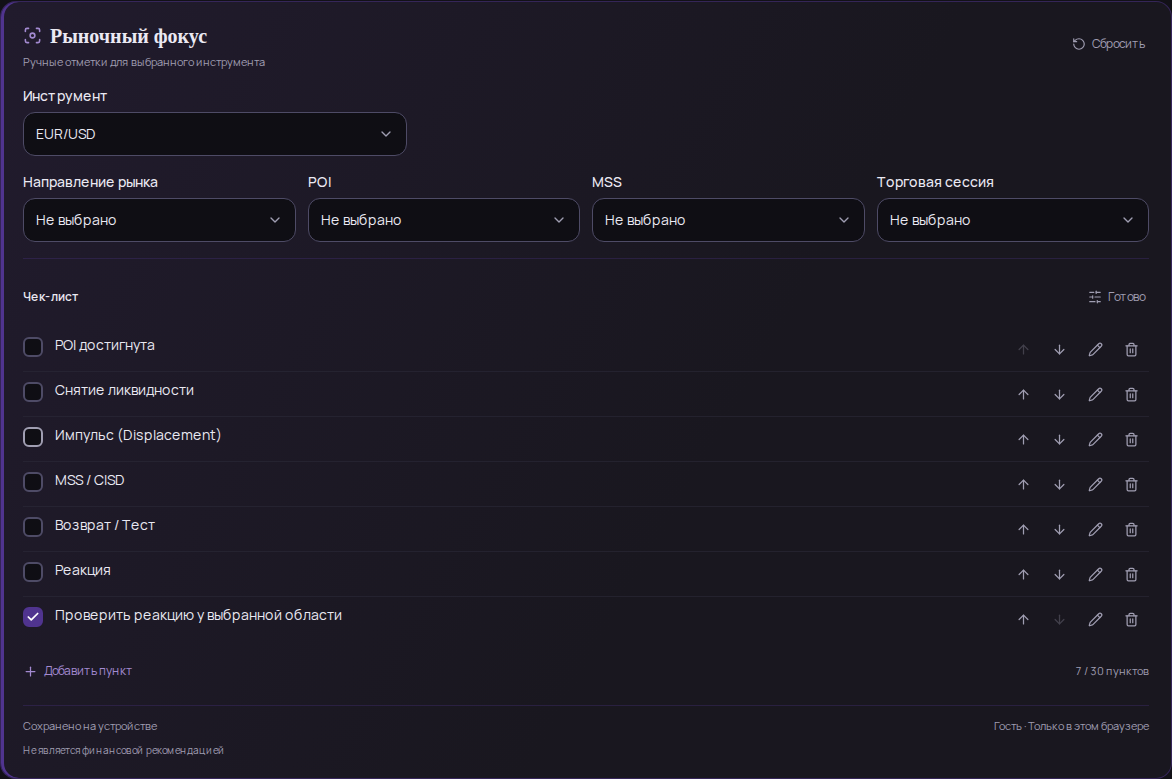 Рыночный фокус
Сбросить
Ручные отметки для выбранного инструмента
Инструмент
EUR/USD
Направление рынка POI MSS Торговая сессия
Не выбрано Не выбрано Не выбрано Не выбрано
Чек-лист
Готово
POI достигнута
Снятие ликвидности
Импульс (Displacement)
MSS / CISD
Возврат / Тест
Реакция
Проверить реакцию у выбранной области
Добавить пункт
7 / 30 пунктов
Сохранено на устройстве
Гость · Только в этом браузере
Не является финансовой рекомендацией